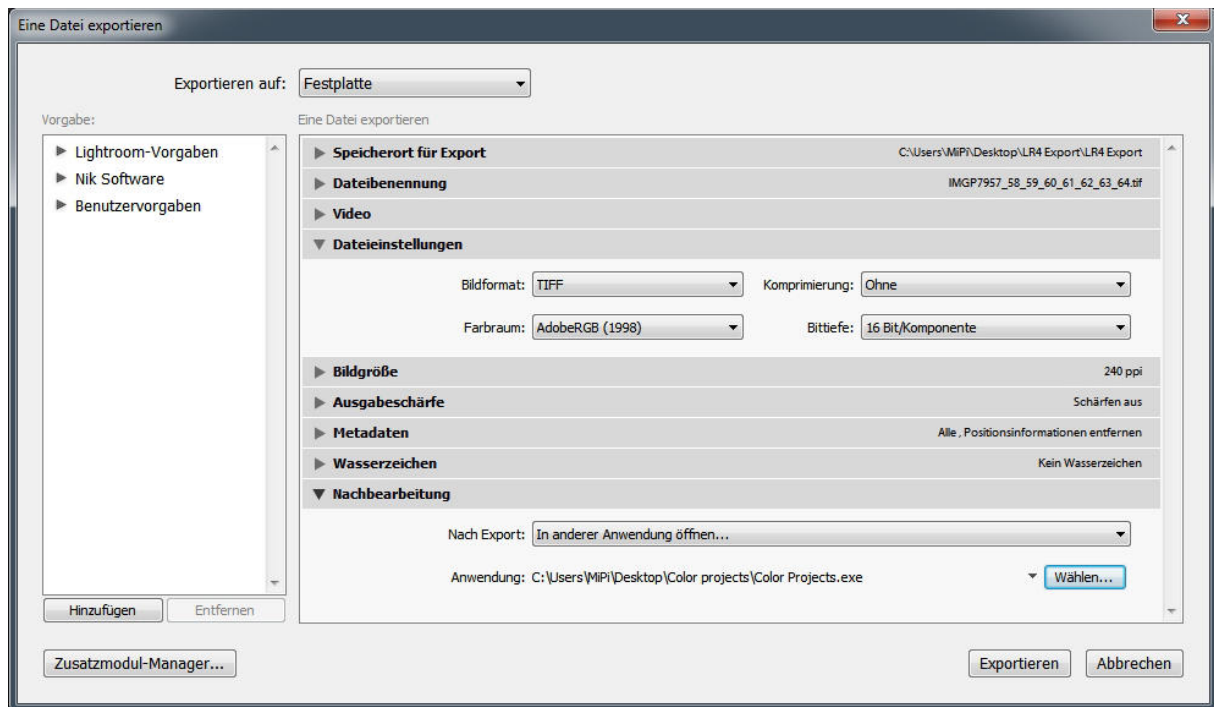 Eine Datei exportieren
Exportieren auf: Festplatte
Vorgabe:
Lightroom-Vorgaben
Nik Software
Benutzervorgaben
Hinzufügen Entfernen
Eine Datei exportieren
Speicherort für Export C:\Users\MiPi\Desktop\LR4 Export\LR4 Export
Dateibenennung IMGP7957_58_59_60_61_62_63_64.tif
Video
Dateieinstellungen
Bildformat: TIFF Komprimierung: Ohne
Farbraum: AdobeRGB (1998) Bittiefe: 16 Bit/Komponente
Bildgröße 240 ppi
Ausgabeschärfe Schärfen aus
Metadaten Alle , Positionsinformationen entfernen
Wasserzeichen Kein Wasserzeichen
Nachbearbeitung
Nach Export: In anderer Anwendung öffnen...
Anwendung: C:\Users\MiPi\Desktop\Color projects\Color Projects.exe Wählen...
Zusatzmodul-Manager... Exportieren Abbrechen